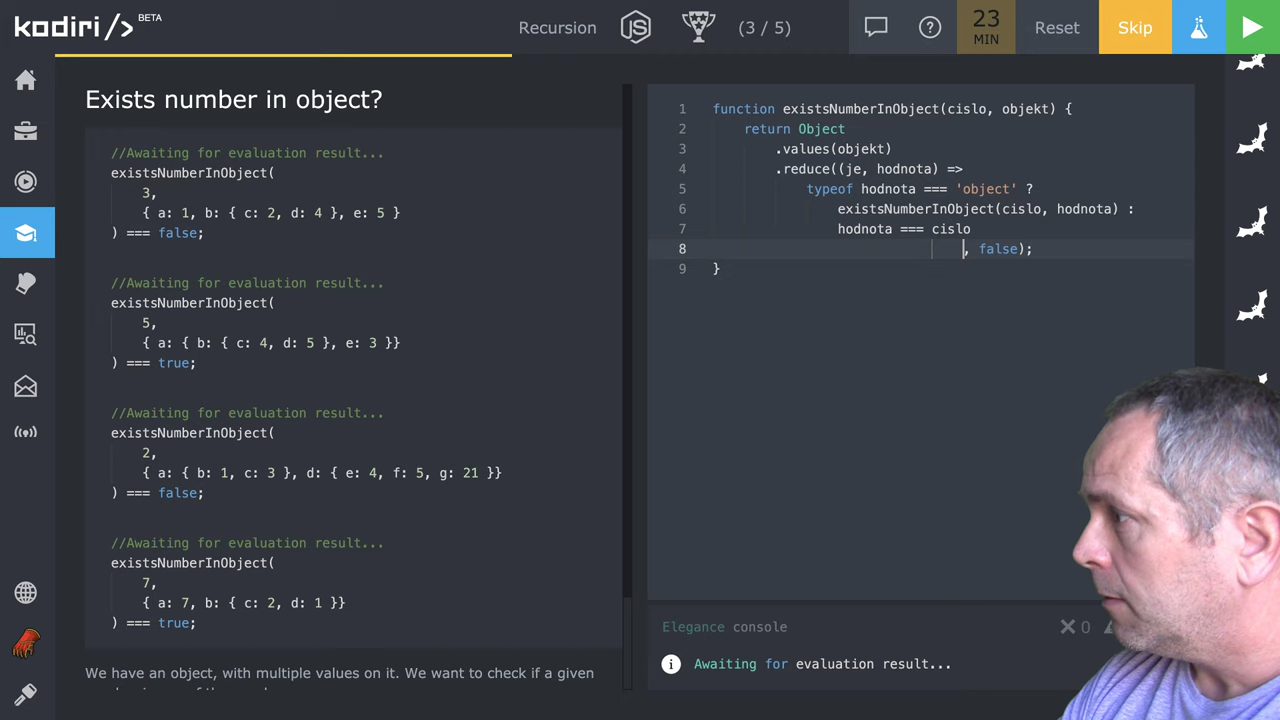 kodiri /> BETA
Recursion
(3 / 5)
23
MIN
Reset
Skip
Exists number in object?
//Awaiting for evaluation result...
existsNumberInObject(
3,
{ a: 1, b: { c: 2, d: 4 }, e: 5 }
) === false;
//Awaiting for evaluation result...
existsNumberInObject(
5,
{ a: { b: { c: 4, d: 5 }, e: 3 }}
) === true;
//Awaiting for evaluation result...
existsNumberInObject(
2,
{ a: { b: 1, c: 3 }, d: { e: 4, f: 5, g: 21 }}
) === false;
//Awaiting for evaluation result...
existsNumberInObject(
7,
{ a: 7, b: { c: 2, d: 1 }}
) === true;
We have an object, with multiple values on it. We want to check if a given
1 function existsNumberInObject(cislo, objekt) {
2 return Object
3 .values(objekt)
4 .reduce((je, hodnota) =>
5 typeof hodnota === 'object' ?
6 existsNumberInObject(cislo, hodnota) :
7 hodnota === cislo
8 , false);
9 }
Elegance console
0
Awaiting for evaluation result...